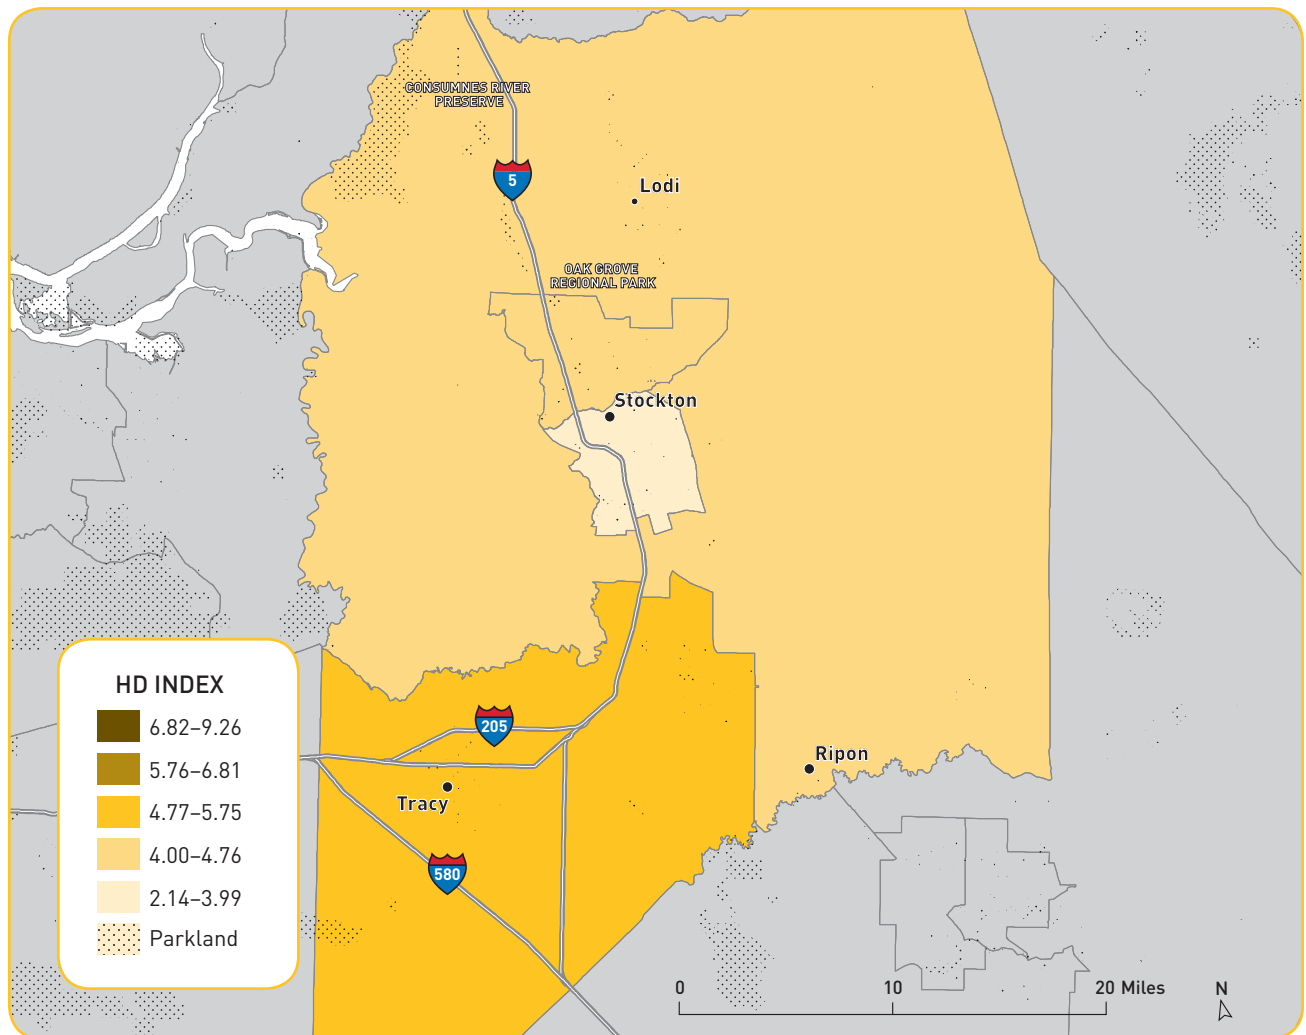 CONSUMNES RIVER
PRESERVE
5
Lodi
OAK GROVE
REGIONAL PARK
Stockton
205
Ripon
Tracy
580
HD INDEX
6.82–9.26
5.76–6.81
4.77–5.75
4.00–4.76
2.14–3.99
Parkland
0 10 20 Miles
N